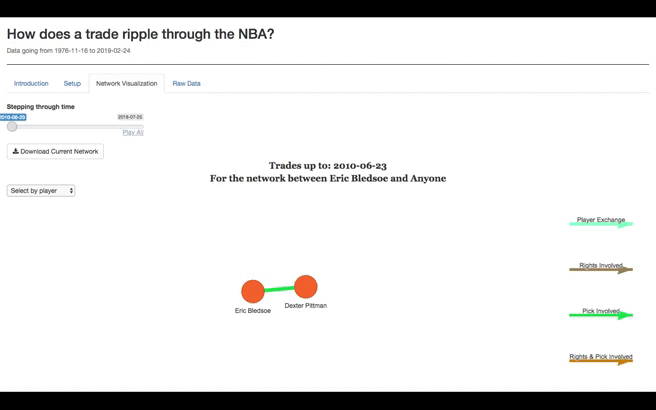 How does a trade ripple through the NBA?
Data going from 1976-11-16 to 2019-02-24
Introduction Setup Network Visualization Raw Data
Stepping through time
2010-06-23 2018-07-25
Play All
Download Current Network
Trades up to: 2010-06-23
For the network between Eric Bledsoe and Anyone
Select by player
Player Exchange
Rights Involved
Pick Involved
Rights & Pick Involved
Eric Bledsoe Dexter Pittman